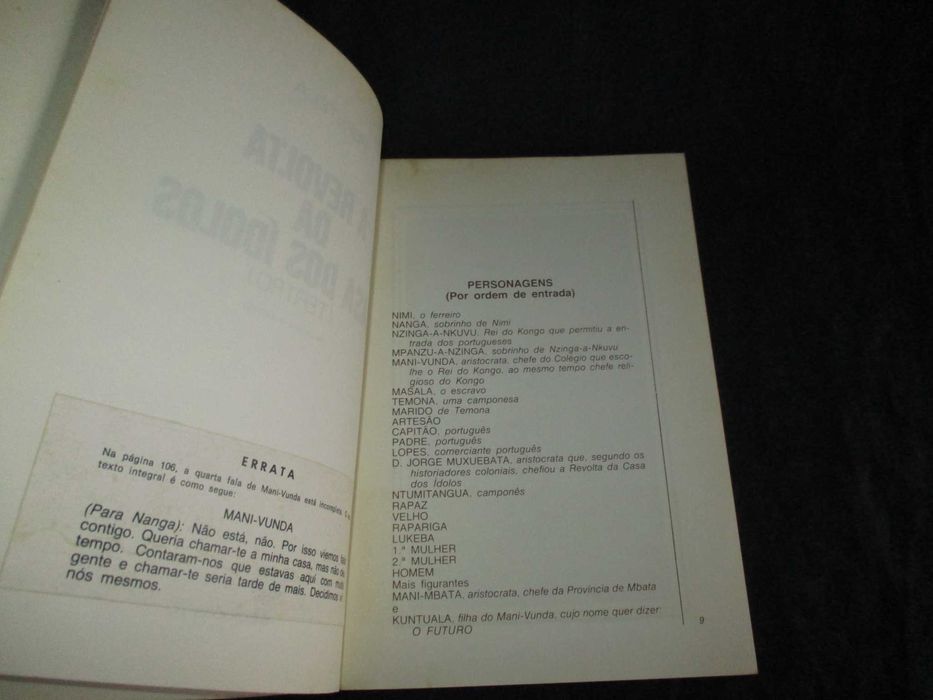 A REVOLTA
DA
CASA DOS ÍDOLOS
ERRATA
Na página 106, a quarta fala de Mani-Vunda está incompleta.
texto integral é como segue:
MANI-VUNDA
(Para Nanga): Não está, não. Por isso viemos
contigo. Queria chamar-te a minha casa, mas não
tempo. Contaram-nos que estavas aqui com
gente e chamar-te seria tarde de mais. Decidimos
nós mesmos.
PERSONAGENS
(Por ordem de entrada)
NIMI, o ferreiro
NANGA, sobrinho de Nimi
NZINGA-A-NKUVU, Rei do Kongo que permitiu a en-
trada dos portugueses
MPANZU-A-NZINGA, sobrinho de Nzinga-a-Nkuvu
MANI-VUNDA, aristocrata, chefe do Colégio que esco-
lhe o Rei do Kongo, ao mesmo tempo chefe reli-
gioso do Kongo
MASALA, o escravo
TEMONA, uma camponesa
MARIDO de Temona
ARTESÃO
CAPITÃO, português
PADRE, português
LOPES, comerciante português
D. JORGE MUXUEBATA, aristocrata que, segundo os
historiadores coloniais, chefiou a Revolta da Casa
dos Ídolos
NTUMITANGUA, camponês
RAPAZ
VELHO
RAPARIGA
LUKEBA
1.ª MULHER
2.ª MULHER
HOMEM
Mais figurantes
MANI-MBATA, aristocrata, chefe da Província de Mbata
e
KUNTUALA, filha do Mani-Vunda, cujo nome quer dizer:
O FUTURO
9